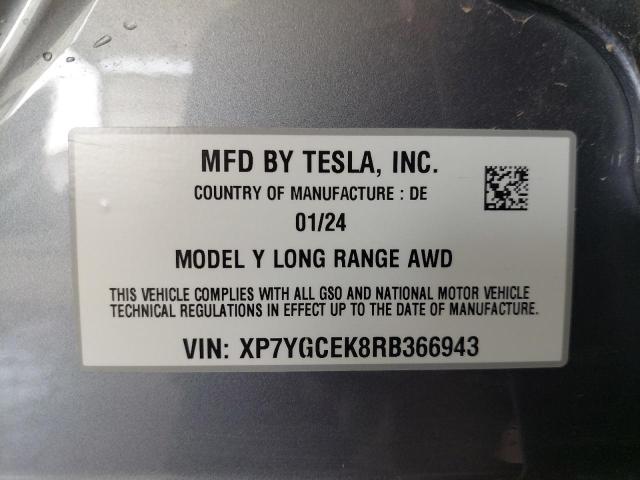 MFD BY TESLA, INC.
COUNTRY OF MANUFACTURE : DE
01/24
MODEL Y LONG RANGE AWD
THIS VEHICLE COMPLIES WITH ALL GSO AND NATIONAL MOTOR VEHICLE
TECHNICAL REGULATIONS IN EFFECT UP TO THE DATE OF MANUFACTURE.
VIN: XP7YGCEK8RB366943